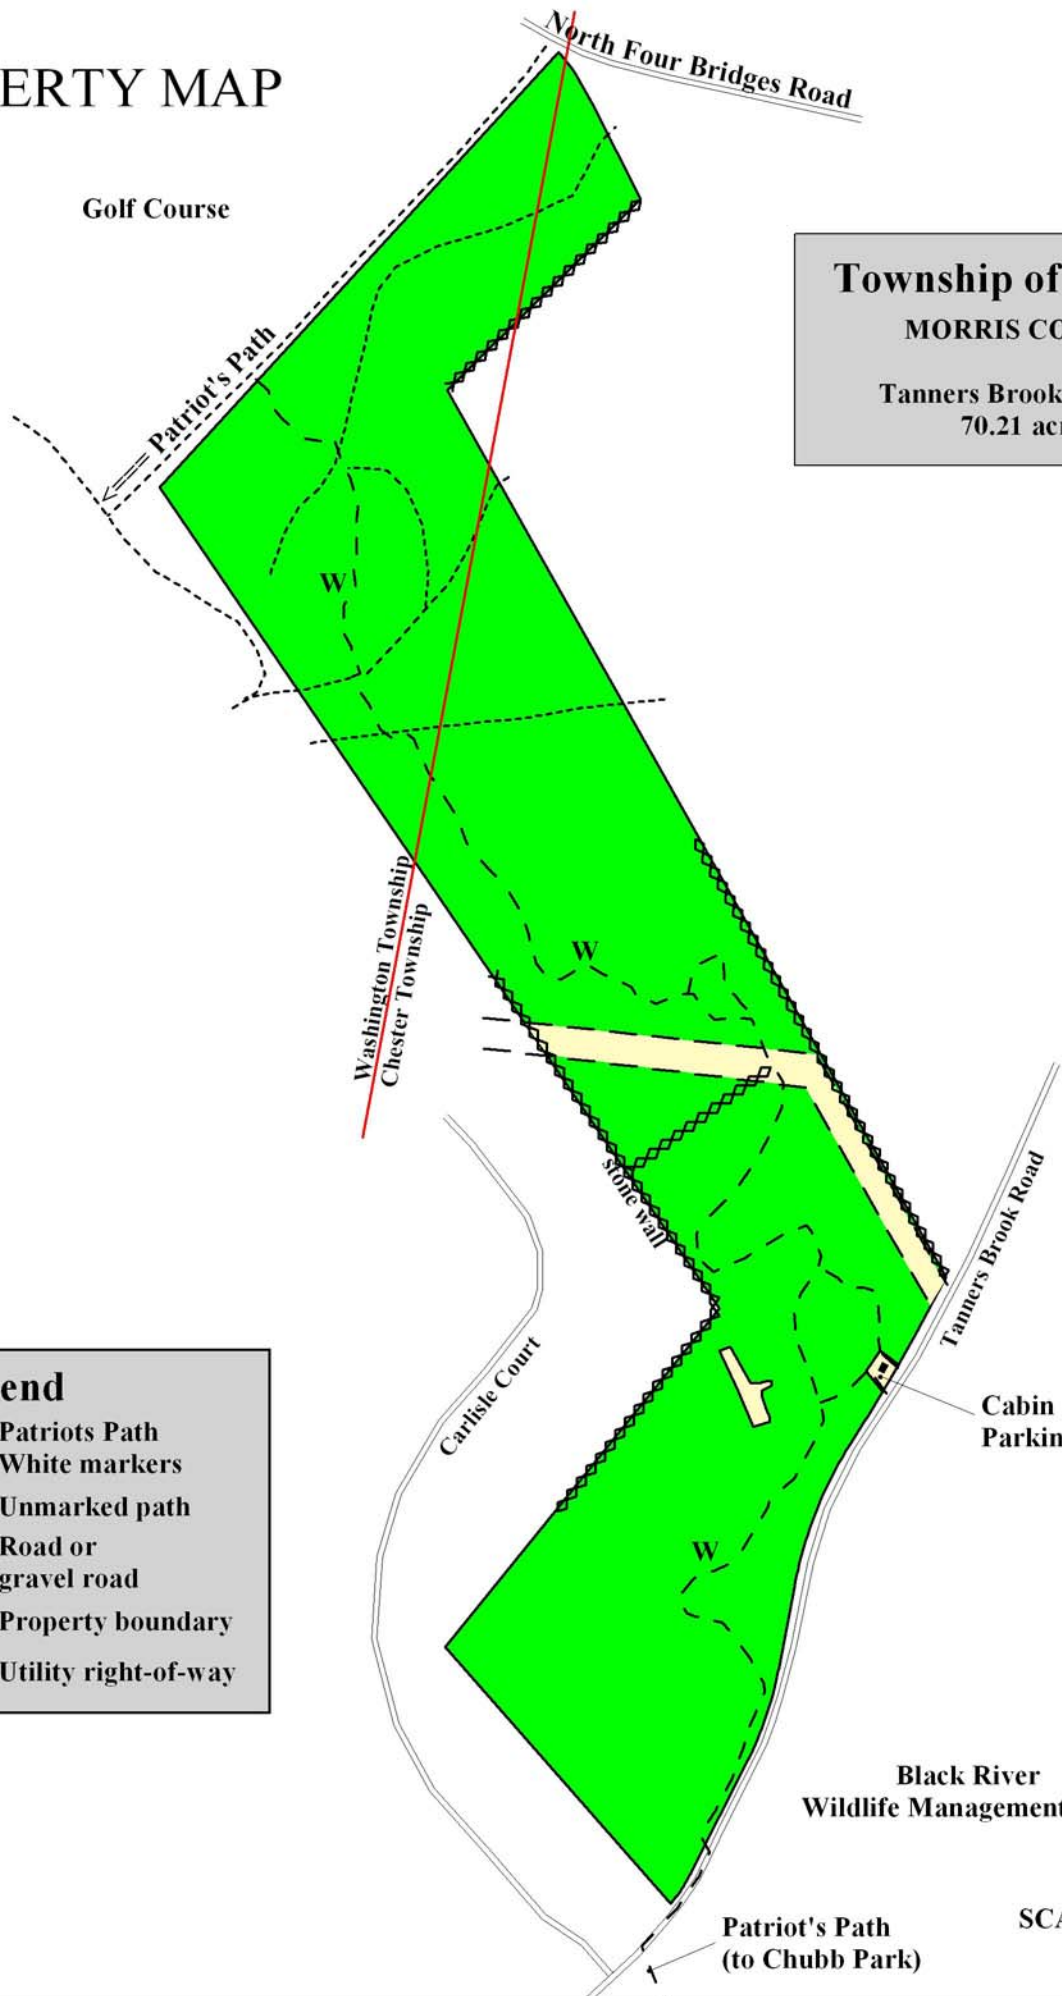 ERTY MAP
North Four Bridges Road
Golf Course
Township of
MORRIS CO
Tanners Brook
70.21 acr
Patriot's Path
W
Washington Township
Chester Township
W
stone wall
Tanners Brook Road
Carlisle Court
Cabin
Parkin
end
Patriots Path
White markers
Unmarked path
Road or
gravel road
Property boundary
Utility right-of-way
W
Black River
Wildlife Management
SCA
Patriot's Path
(to Chubb Park)